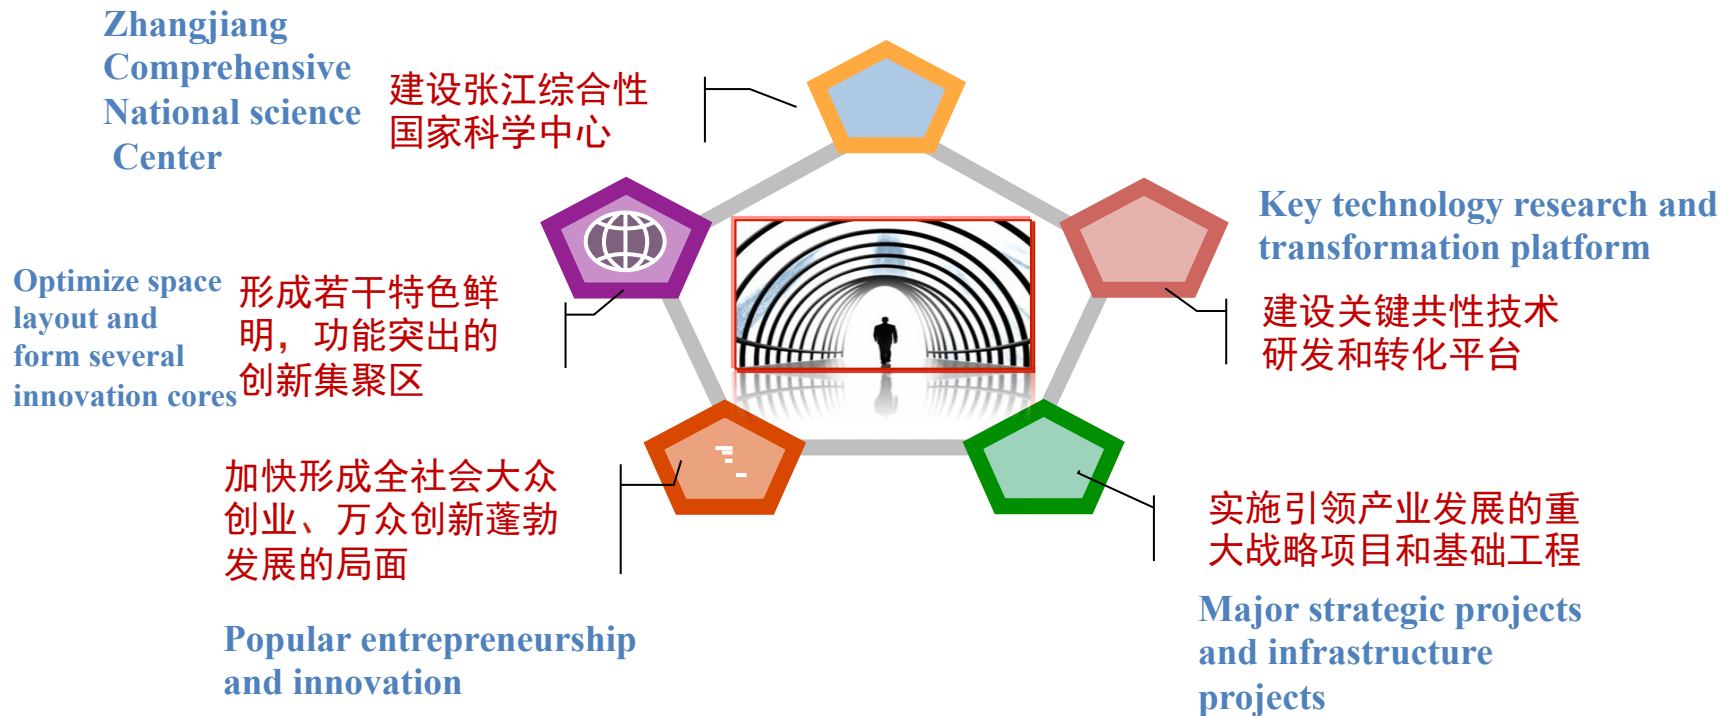 Zhangjiang
Comprehensive
National science
Center
建设张江综合性
国家科学中心
Key technology research and
transformation platform
建设关键共性技术
研发和转化平台
Optimize space
layout and
form several
innovation cores
形成若干特色鲜
明，功能突出的
创新集聚区
加快形成全社会大众
创业、万众创新蓬勃
发展的局面
Popular entrepreneurship
and innovation
实施引领产业发展的重
大战略项目和基础工程
Major strategic projects
and infrastructure
projects